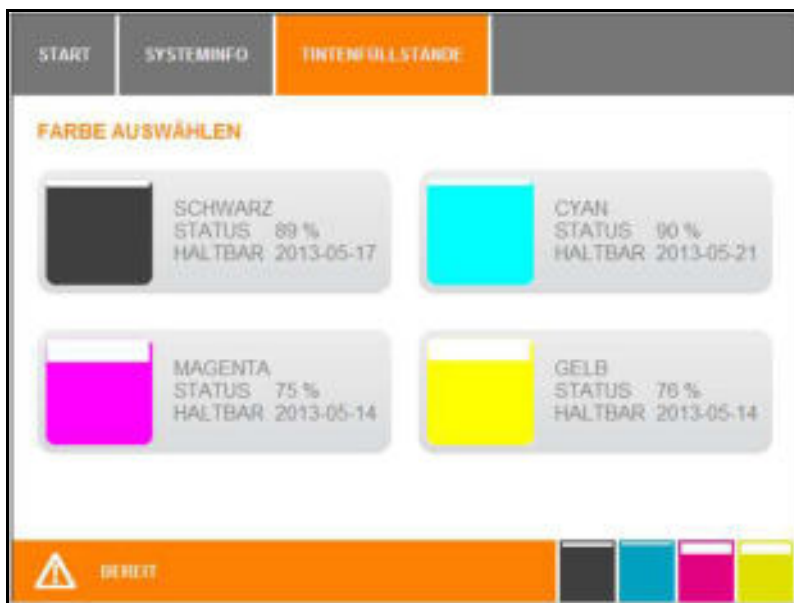 START
SYSTEMINFO
TINTENFÜLLSTÄNDE
FARBE AUSWÄHLEN
SCHWARZ
STATUS 89 %
HALTBAR 2013-05-17
CYAN
STATUS 90 %
HALTBAR 2013-05-21
MAGENTA
STATUS 75 %
HALTBAR 2013-05-14
GELB
STATUS 76 %
HALTBAR 2013-05-14
BEREIT